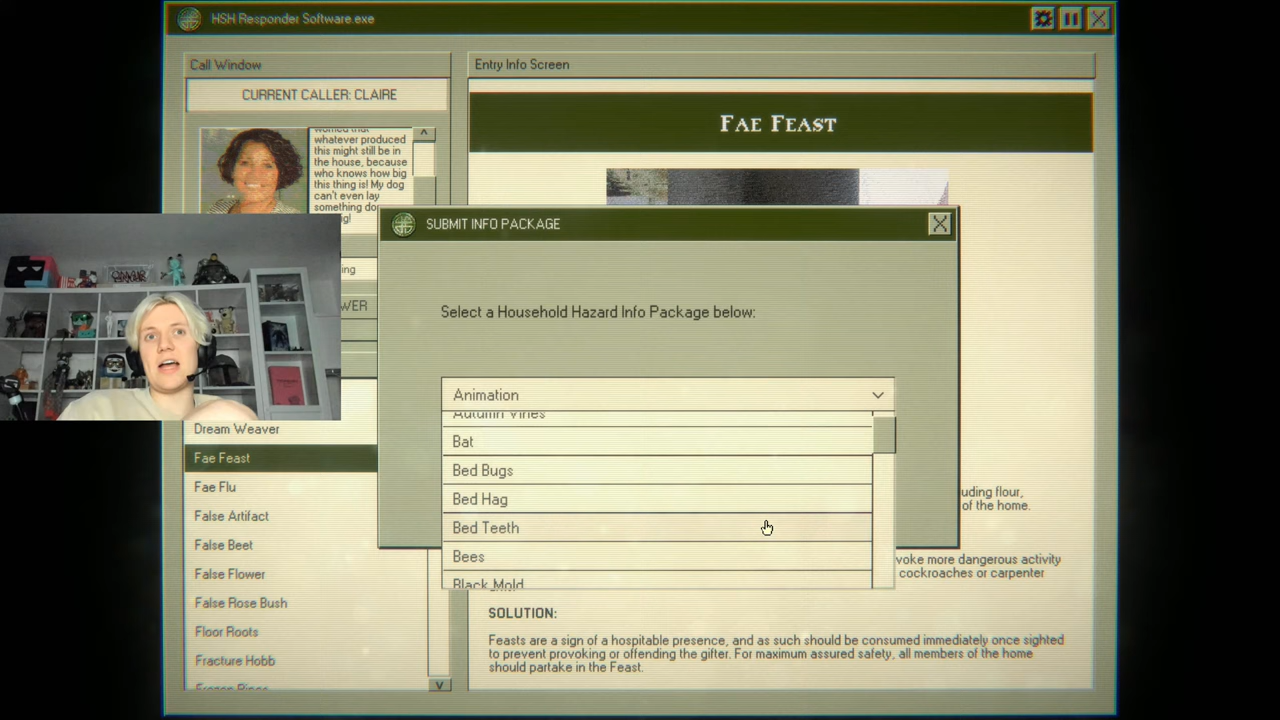 HSH Responder Software.exe
Call Window
CURRENT CALLER: CLAIRE
whatever produced
this might still be in
the house, because
who knows how big
this thing is! My dog
can't even lay
something
Entry Info Screen
FAE FEAST
SUBMIT INFO PACKAGE
Select a Household Hazard Info Package below:
Animation
Autumn Vines
Bat
Bed Bugs
Bed Hag
Bed Teeth
Bees
Black Mold
Dream Weaver
Fae Feast
Fae Flu
False Artifact
False Beet
False Flower
False Rose Bush
Floor Roots
Fracture Hobb
Frozen Rings
uding flour,
of the home.
voke more dangerous activity
cockroaches or carpenter
SOLUTION:
Feasts are a sign of a hospitable presence, and as such should be consumed immediately once sighted
to prevent provoking or offending the gifter. For maximum assured safety, all members of the home
should partake in the Feast.